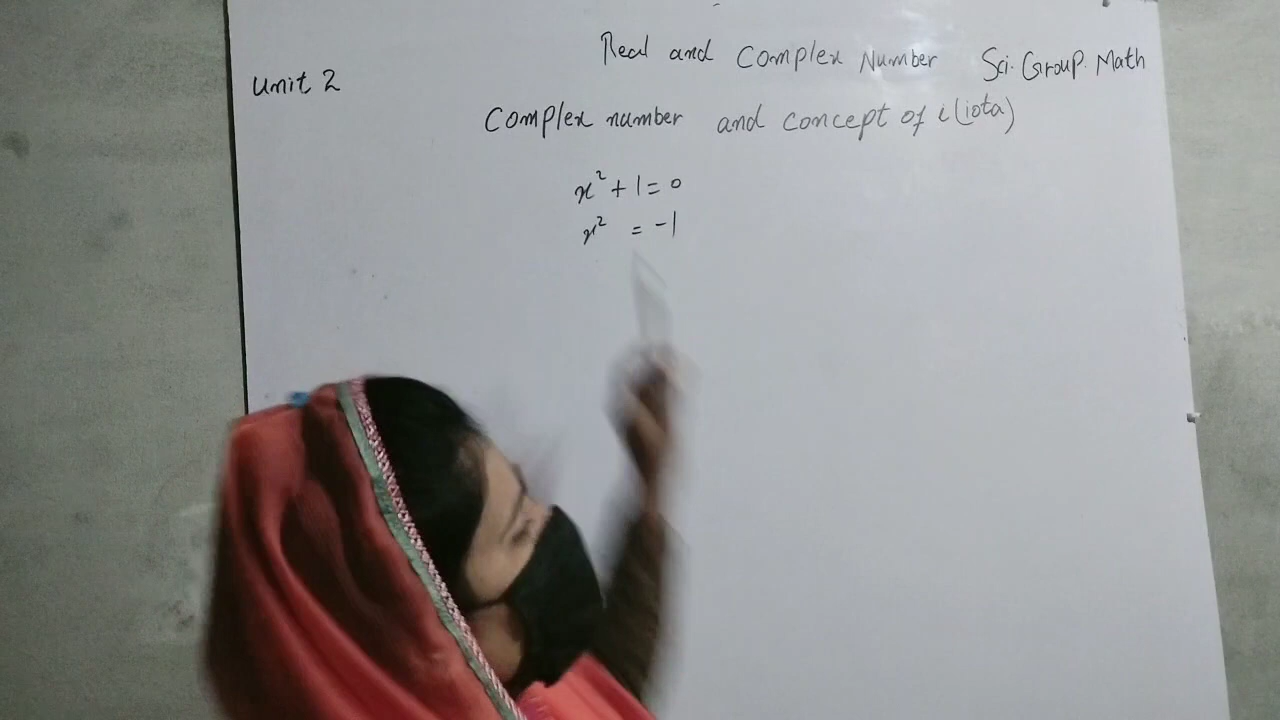 Real and Complex Number Sci. Group. Math
Unit 2
Complex number and concept of i (iota)
x² + 1 = 0
x² = -1